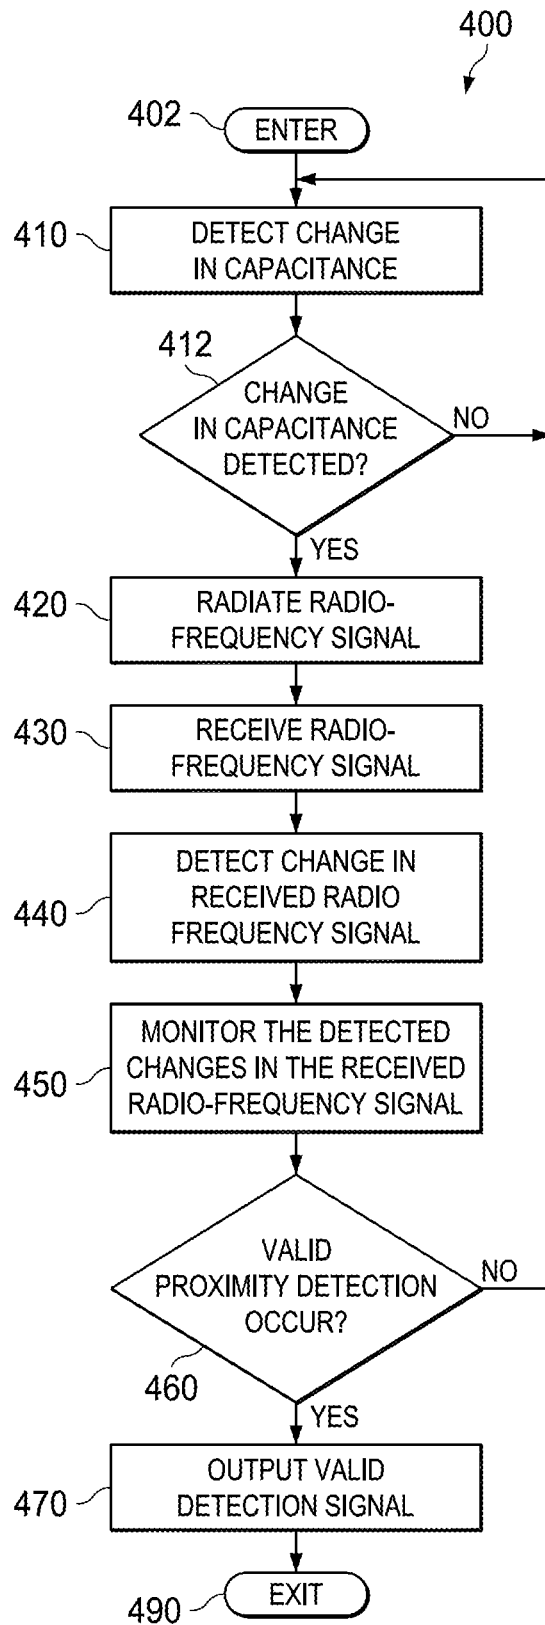 400
402
ENTER
410
DETECT CHANGE
IN CAPACITANCE
412
CHANGE
IN CAPACITANCE
DETECTED?
NO
YES
420
RADIATE RADIO-
FREQUENCY SIGNAL
430
RECEIVE RADIO-
FREQUENCY SIGNAL
440
DETECT CHANGE IN
RECEIVED RADIO
FREQUENCY SIGNAL
450
MONITOR THE DETECTED
CHANGES IN THE RECEIVED
RADIO-FREQUENCY SIGNAL
VALID
PROXIMITY DETECTION
OCCUR?
NO
460
YES
470
OUTPUT VALID
DETECTION SIGNAL
490
EXIT